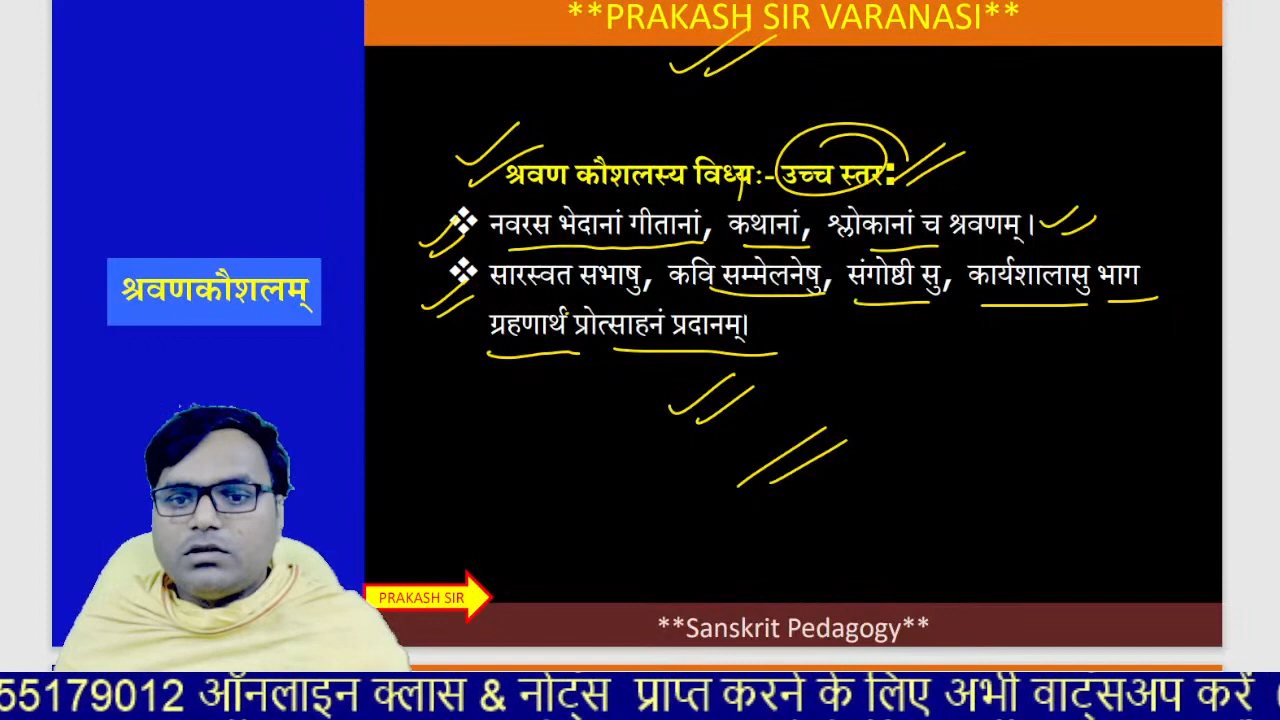 **PRAKASH SIR VARANASI**
श्रवण कौशलस्य विध्यः- उच्च स्तर:
❖ नवरस भेदानां गीतानां, कथानां, श्लोकानां च श्रवणम्।
❖ सारस्वत सभाषु, कवि सम्मेलनेषु, संगोष्ठी सु, कार्यशालासु भाग
ग्रहणार्थं प्रोत्साहनं प्रदानम्।
श्रवणकौशलम्
PRAKASH SIR
**Sanskrit Pedagogy**
55179012 ऑनलाइन क्लास & नोट्स प्राप्त करने के लिए अभी वाट्सअप करें